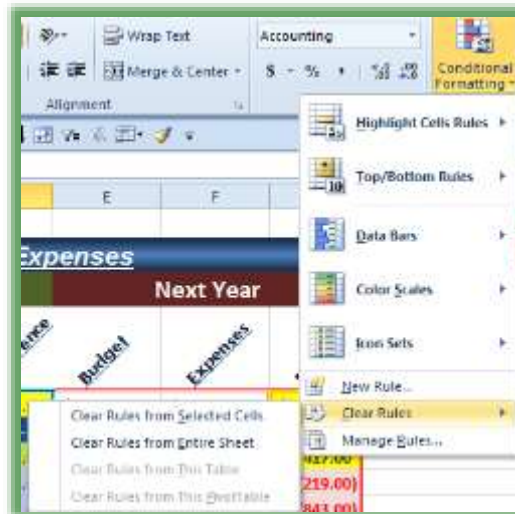 Wrap Text
Accounting
Merge & Center
$ % ,
Conditional
Formatting
Alignment
Highlight Cells Rules
Top/Bottom Rules
Data Bars
Color Scales
Icon Sets
New Rule...
Clear Rules
Manage Rules...
E F
Expenses
Next Year
Budget
Expenses
Clear Rules from Selected Cells
Clear Rules from Entire Sheet
Clear Rules from This Table
Clear Rules from This PivotTable
(219.00)
(843.00)